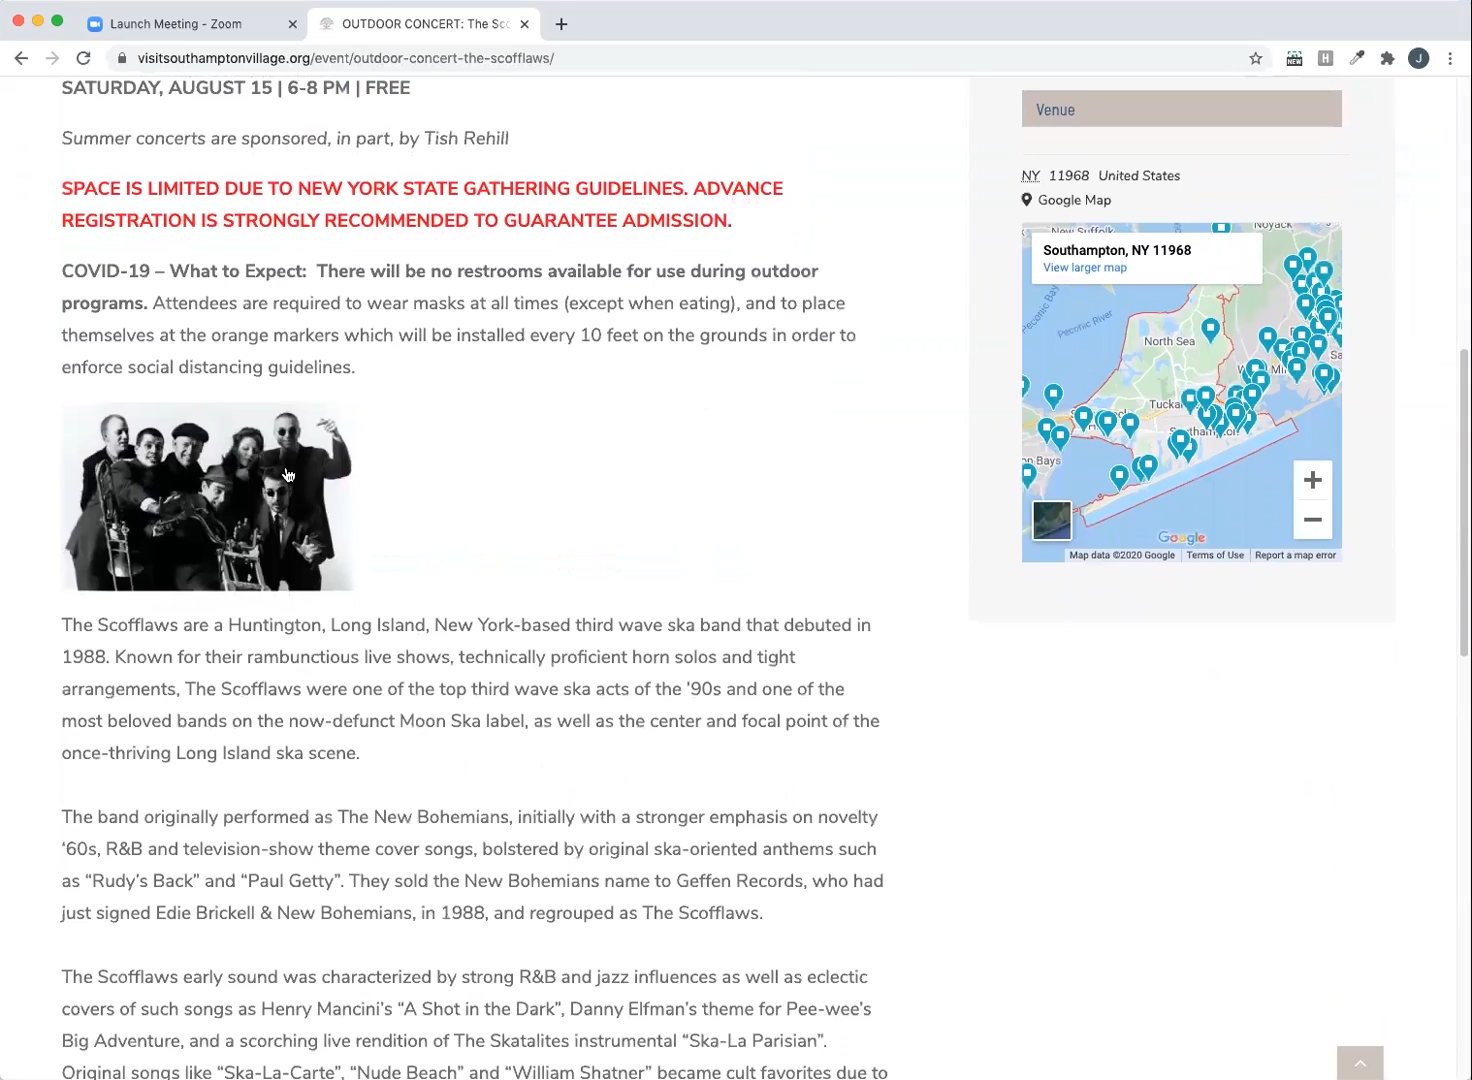 Launch Meeting - Zoom
OUTDOOR CONCERT: The Sco
visitsouthamptonvillage.org/event/outdoor-concert-the-scofflaws/
NEW
H
J
SATURDAY, AUGUST 15 | 6-8 PM | FREE
Summer concerts are sponsored, in part, by Tish Rehill
SPACE IS LIMITED DUE TO NEW YORK STATE GATHERING GUIDELINES. ADVANCE
REGISTRATION IS STRONGLY RECOMMENDED TO GUARANTEE ADMISSION.
COVID-19 – What to Expect:  There will be no restrooms available for use during outdoor
programs. Attendees are required to wear masks at all times (except when eating), and to place
themselves at the orange markers which will be installed every 10 feet on the grounds in order to
enforce social distancing guidelines.
The Scofflaws are a Huntington, Long Island, New York-based third wave ska band that debuted in
1988. Known for their rambunctious live shows, technically proficient horn solos and tight
arrangements, The Scofflaws were one of the top third wave ska acts of the ’90s and one of the
most beloved bands on the now-defunct Moon Ska label, as well as the center and focal point of the
once-thriving Long Island ska scene.
The band originally performed as The New Bohemians, initially with a stronger emphasis on novelty
‘60s, R&B and television-show theme cover songs, bolstered by original ska-oriented anthems such
as “Rudy’s Back” and “Paul Getty”. They sold the New Bohemians name to Geffen Records, who had
just signed Edie Brickell & New Bohemians, in 1988, and regrouped as The Scofflaws.
The Scofflaws early sound was characterized by strong R&B and jazz influences as well as eclectic
covers of such songs as Henry Mancini’s “A Shot in the Dark”, Danny Elfman’s theme for Pee-wee’s
Big Adventure, and a scorching live rendition of The Skatalites instrumental “Ska-La Parisian”.
Original songs like “Ska-La-Carte”, “Nude Beach” and “William Shatner” became cult favorites due to
Venue
NY 11968 United States
Google Map
New Suffolk
Noyack
Southampton, NY 11968
View larger map
Peconic Bay
Peconic River
North Sea
Tucka
Southampton
op Bays
Google
Map data ©2020 Google
Terms of Use
Report a map error